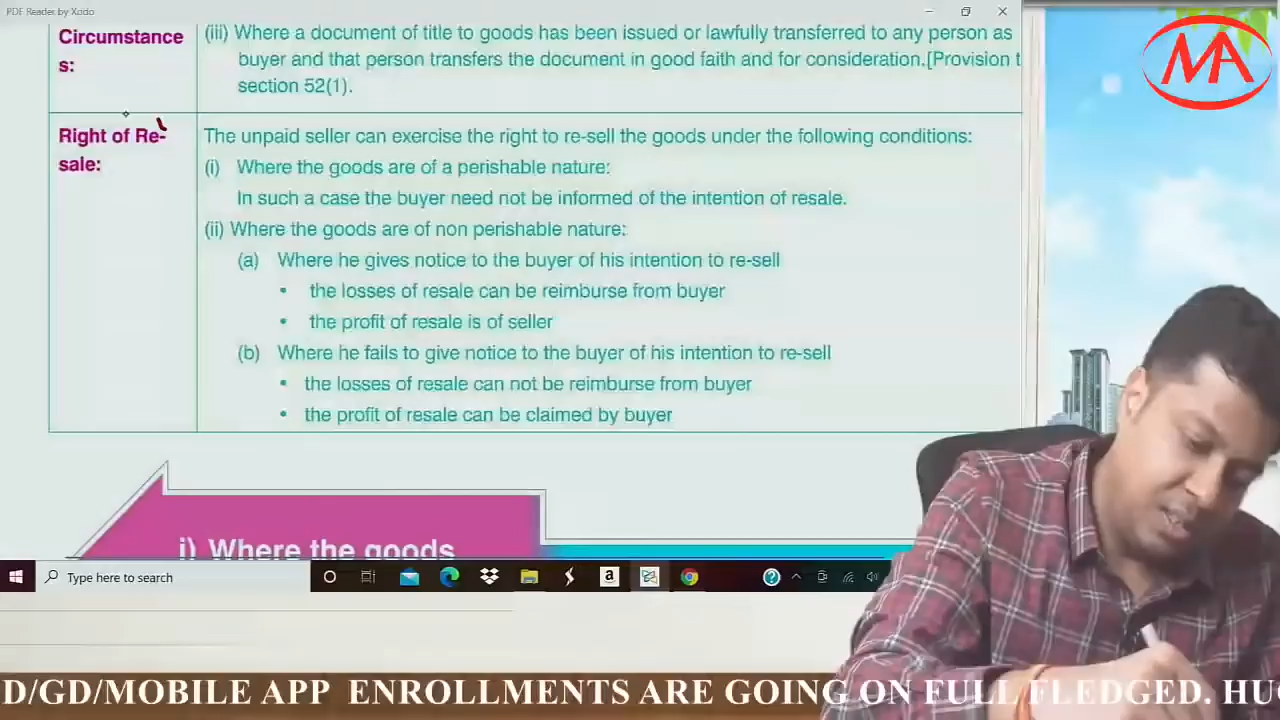 PDF Reader by Xodo
Circumstance
s:
(iii) Where a document of title to goods has been issued or lawfully transferred to any person as
buyer and that person transfers the document in good faith and for consideration.[Provision t
section 52(1).
Right of Re-
sale:
The unpaid seller can exercise the right to re-sell the goods under the following conditions:
(i) Where the goods are of a perishable nature:
In such a case the buyer need not be informed of the intention of resale.
(ii) Where the goods are of non perishable nature:
(a) Where he gives notice to the buyer of his intention to re-sell
• the losses of resale can be reimburse from buyer
• the profit of resale is of seller
(b) Where he fails to give notice to the buyer of his intention to re-sell
• the losses of resale can not be reimburse from buyer
• the profit of resale can be claimed by buyer
i) Where the goods
Type here to search
MA
D/GD/MOBILE APP ENROLLMENTS ARE GOING ON FULL FLEDGED. HU